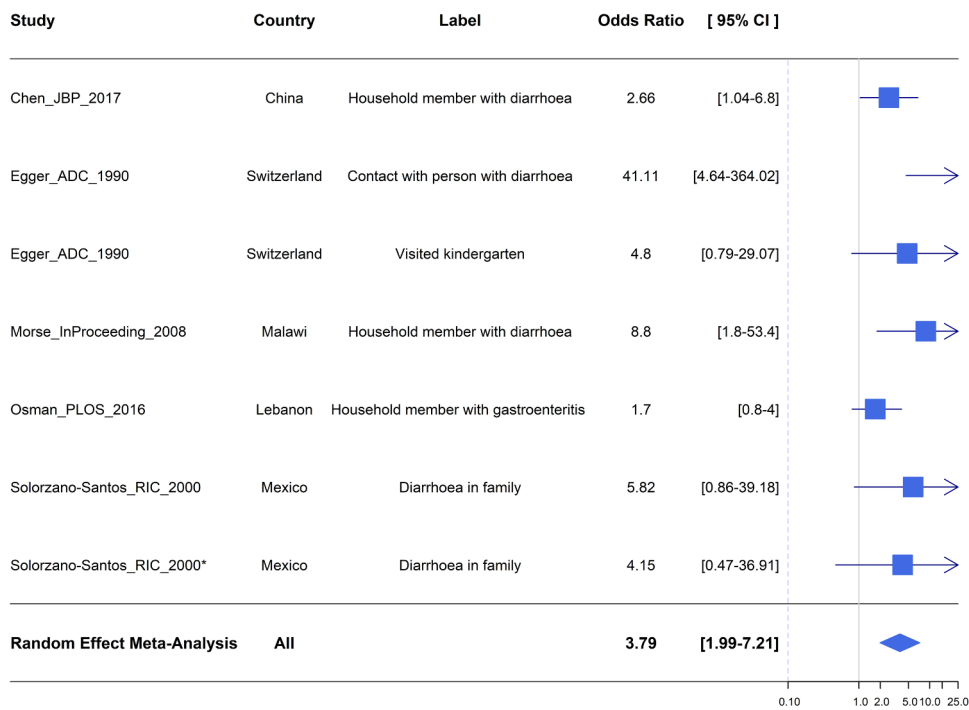 Study Country Label Odds Ratio [ 95% CI ]
Chen_JBP_2017 China Household member with diarrhoea 2.66 [1.04-6.8]
Egger_ADC_1990 Switzerland Contact with person with diarrhoea 41.11 [4.64-364.02]
Egger_ADC_1990 Switzerland Visited kindergarten 4.8 [0.79-29.07]
Morse_InProceeding_2008 Malawi Household member with diarrhoea 8.8 [1.8-53.4]
Osman_PLOS_2016 Lebanon Household member with gastroenteritis 1.7 [0.8-4]
Solorzano-Santos_RIC_2000 Mexico Diarrhoea in family 5.82 [0.86-39.18]
Solorzano-Santos_RIC_2000* Mexico Diarrhoea in family 4.15 [0.47-36.91]
Random Effect Meta-Analysis All 3.79 [1.99-7.21]
0.10 1.0 2.0 5.0 10.0 25.0